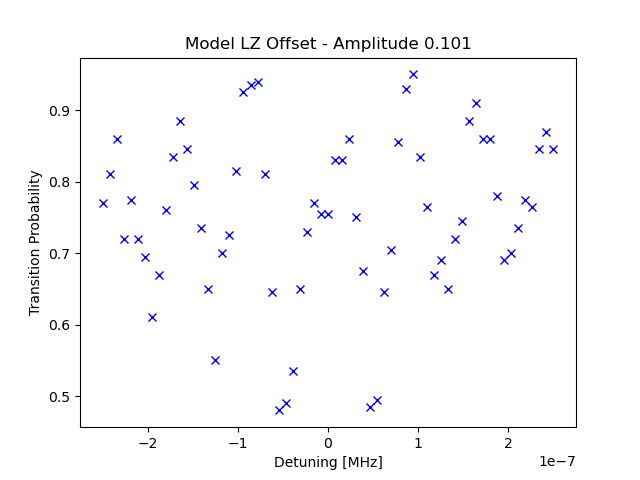 Model LZ Offset - Amplitude 0.101
Transition Probability
0.9
0.8
0.7
0.6
0.5
−2
−1
0
1
2
1e−7
Detuning [MHz]